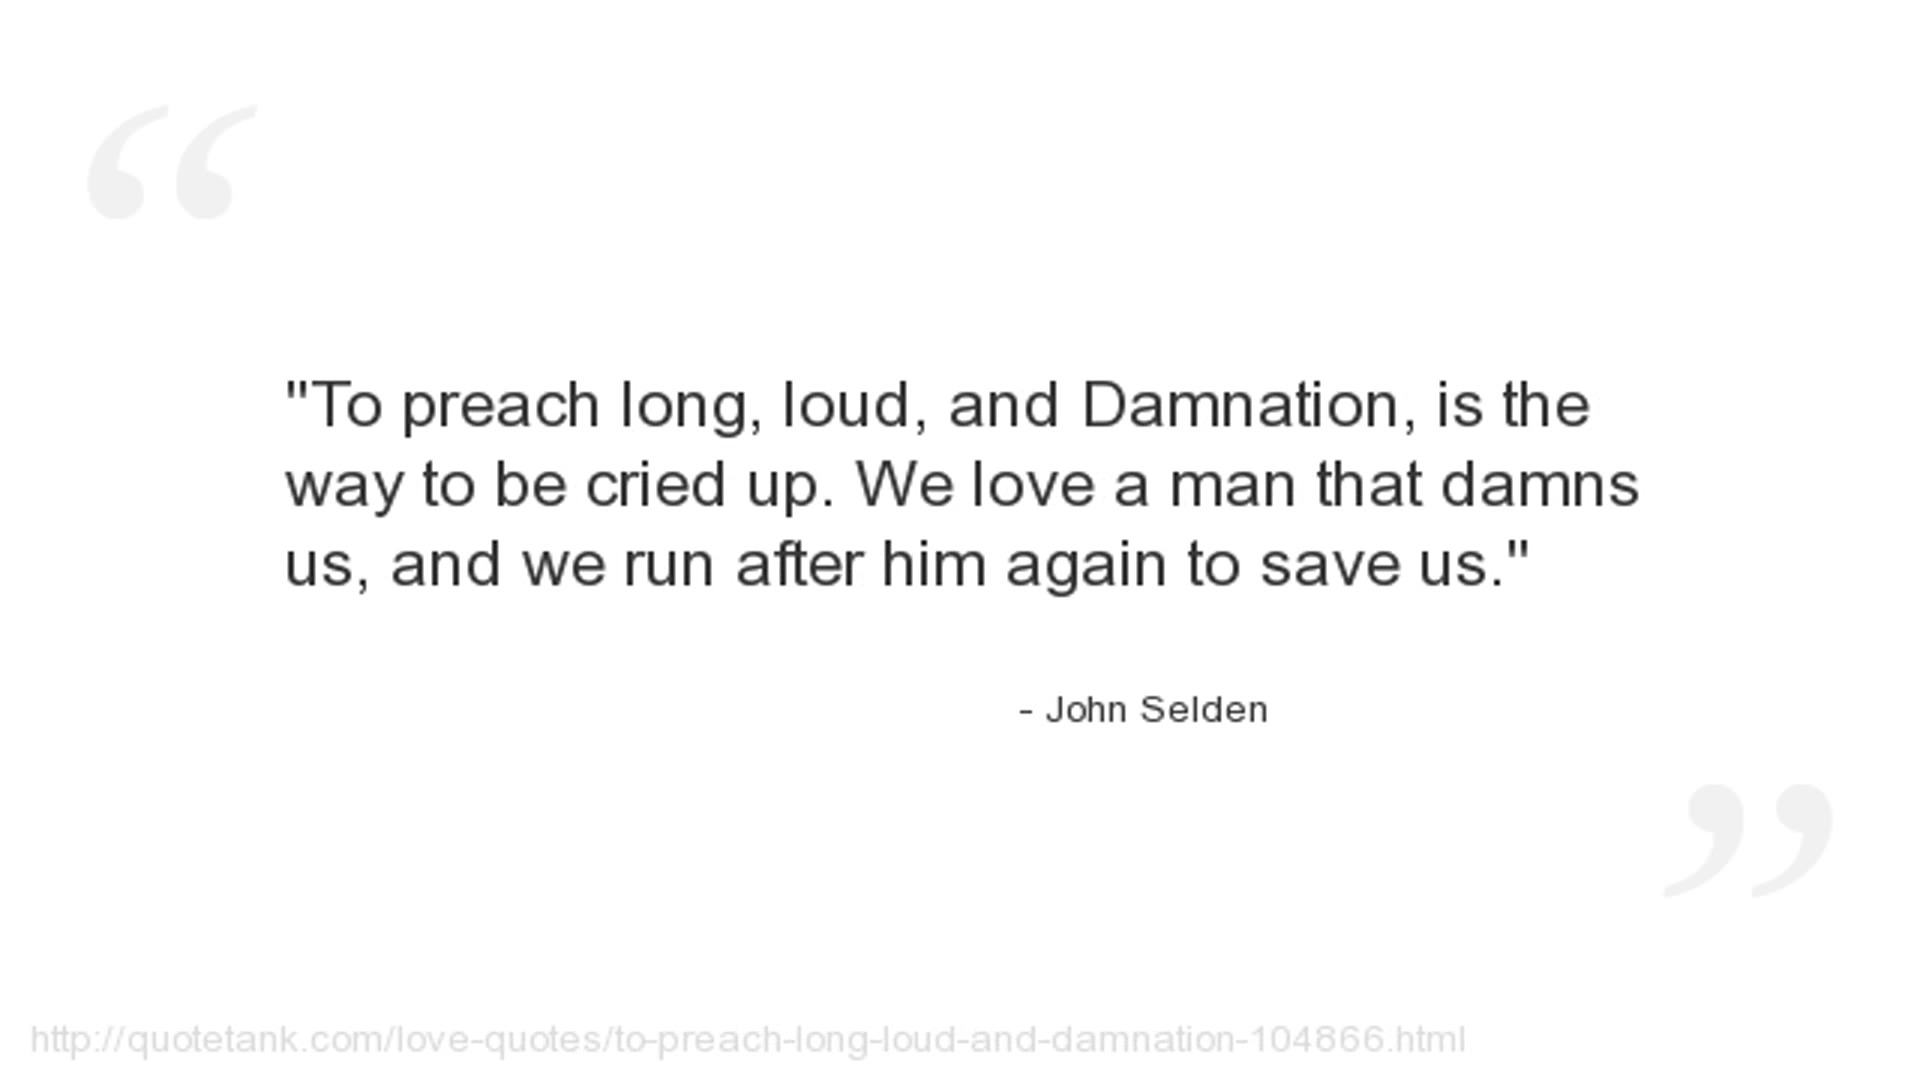 "To preach long, loud, and Damnation, is the
way to be cried up. We love a man that damns
us, and we run after him again to save us."
- John Selden
http://quotetank.com/love-quotes/to-preach-long-loud-and-damnation-104866.html